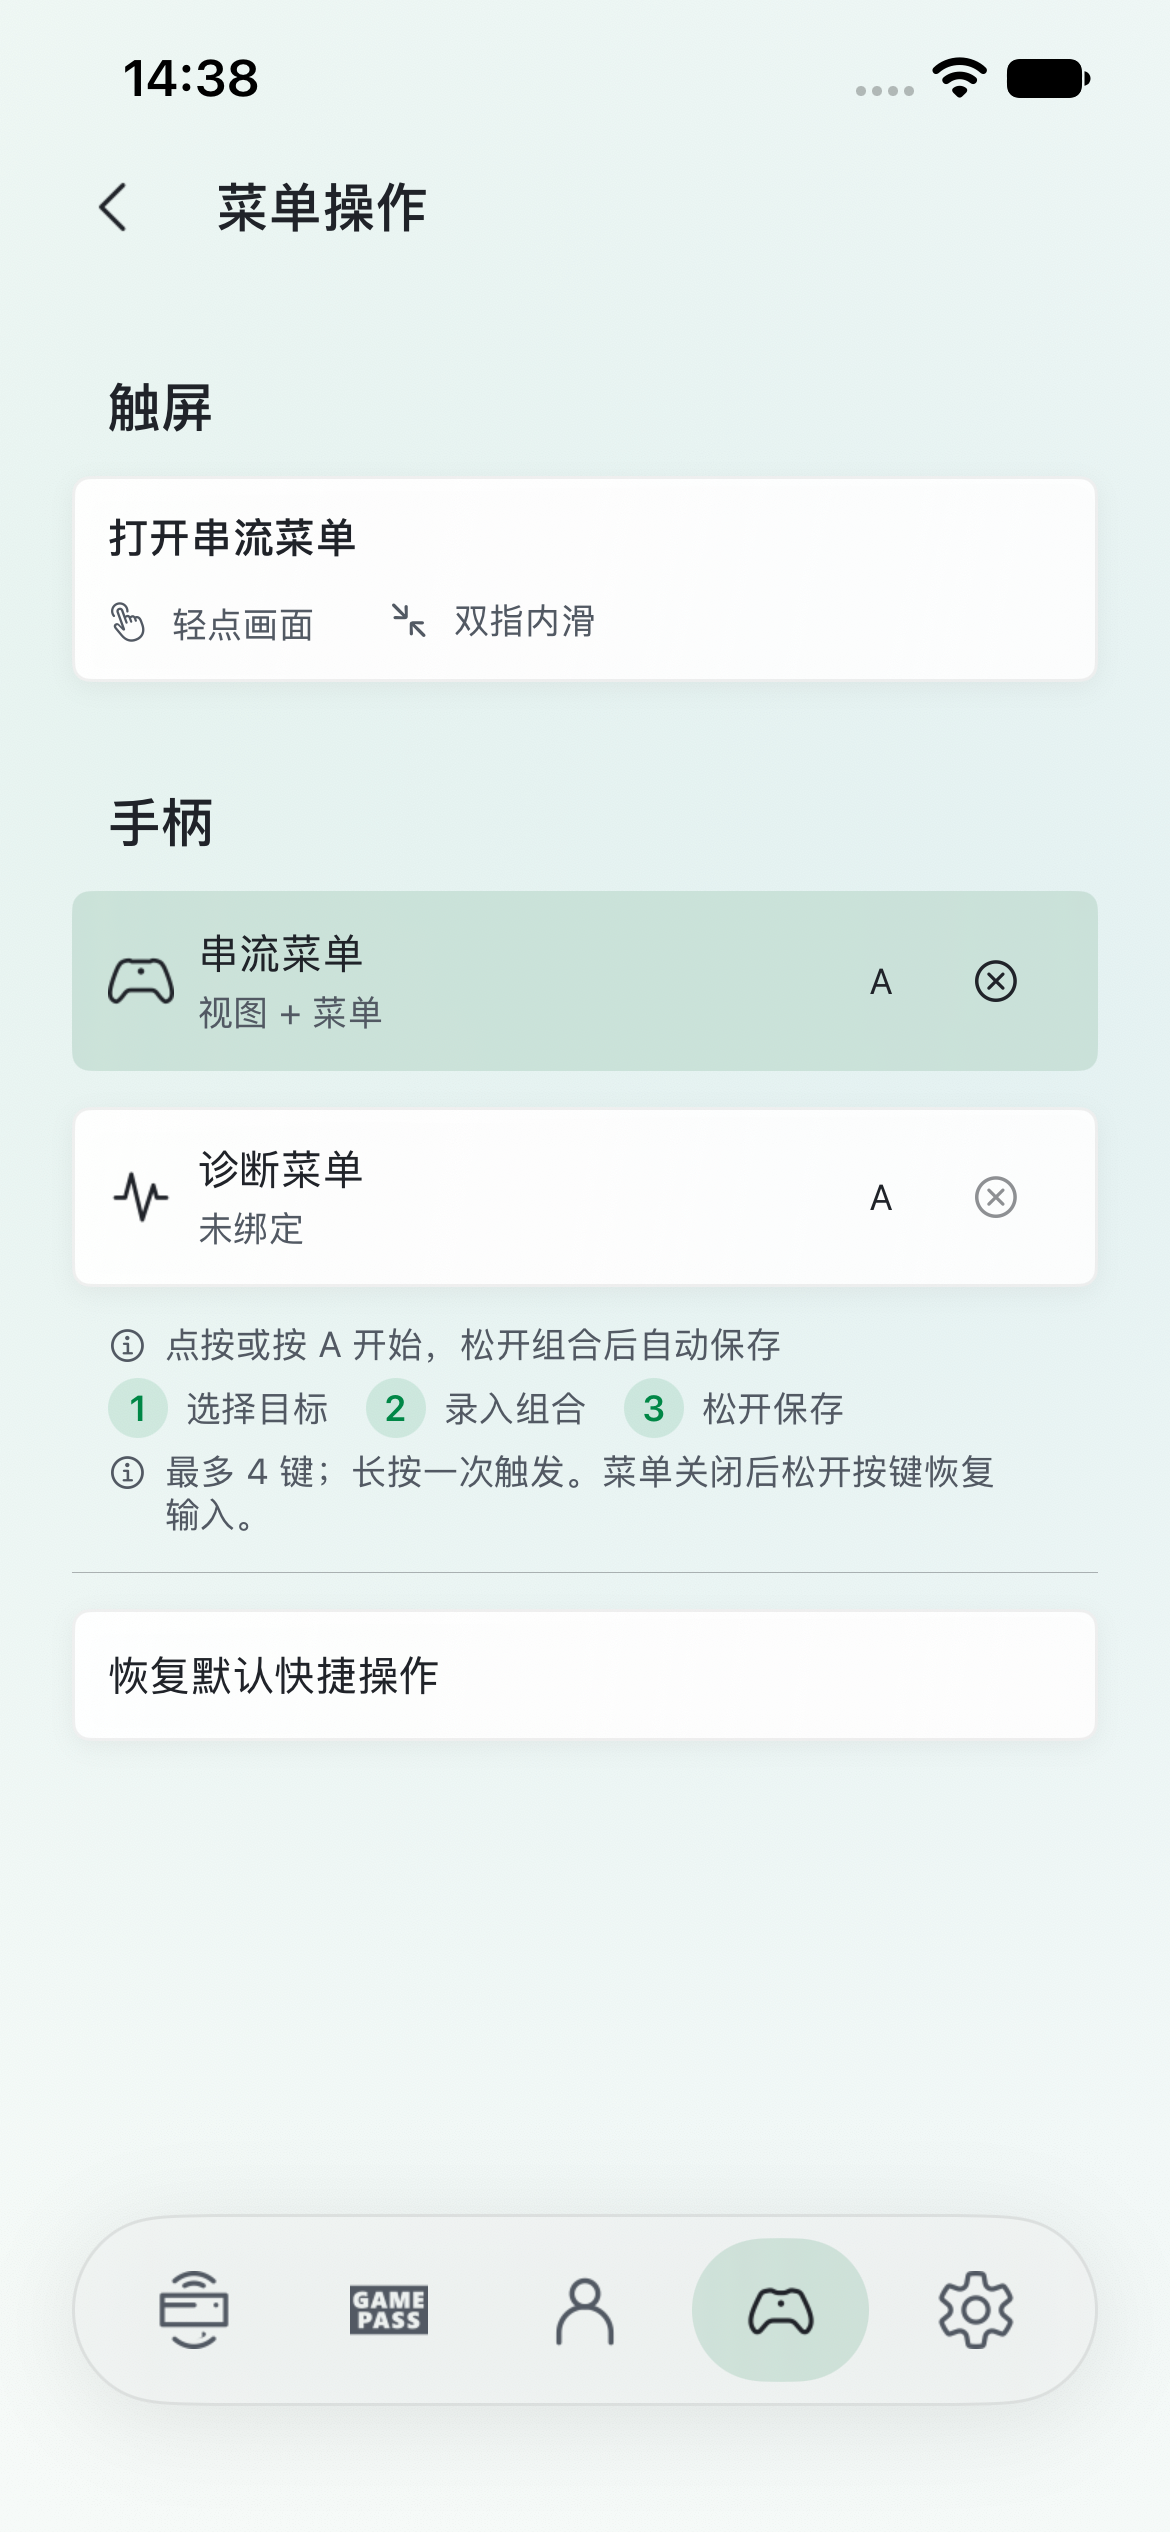 14:38
菜单操作
触屏
打开串流菜单
轻点画面 双指内滑
手柄
串流菜单
视图 + 菜单
A
诊断菜单
未绑定
A
点按或按 A 开始，松开组合后自动保存
1 选择目标 2 录入组合 3 松开保存
最多 4 键；长按一次触发。菜单关闭后松开按键恢复
输入。
恢复默认快捷操作
GAME
PASS